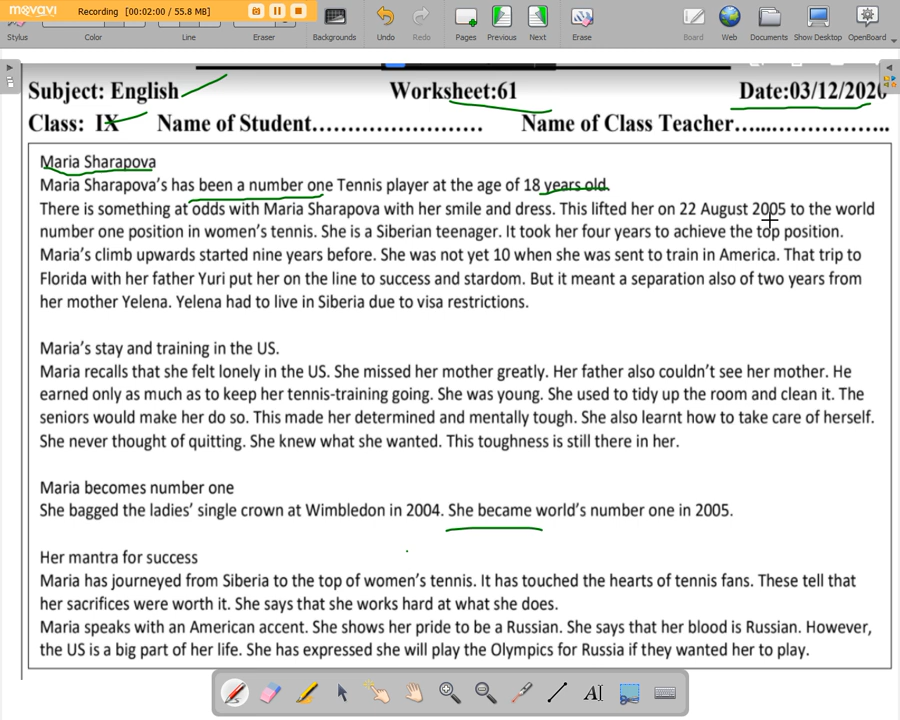 movavi
Recording [00:02:00 / 55.8 MB]
Stylus Color Line Eraser Backgrounds Undo Redo Pages Previous Next Erase Board Web Documents Show Desktop OpenBoard
Subject: English Worksheet:61 Date:03/12/2020
Class: IX Name of Student........................ Name of Class Teacher......................
Maria Sharapova
Maria Sharapova's has been a number one Tennis player at the age of 18 years old.
There is something at odds with Maria Sharapova with her smile and dress. This lifted her on 22 August 2005 to the world
number one position in women's tennis. She is a Siberian teenager. It took her four years to achieve the top position.
Maria's climb upwards started nine years before. She was not yet 10 when she was sent to train in America. That trip to
Florida with her father Yuri put her on the line to success and stardom. But it meant a separation also of two years from
her mother Yelena. Yelena had to live in Siberia due to visa restrictions.
Maria's stay and training in the US.
Maria recalls that she felt lonely in the US. She missed her mother greatly. Her father also couldn't see her mother. He
earned only as much as to keep her tennis-training going. She was young. She used to tidy up the room and clean it. The
seniors would make her do so. This made her determined and mentally tough. She also learnt how to take care of herself.
She never thought of quitting. She knew what she wanted. This toughness is still there in her.
Maria becomes number one
She bagged the ladies' single crown at Wimbledon in 2004. She became world's number one in 2005.
Her mantra for success
Maria has journeyed from Siberia to the top of women's tennis. It has touched the hearts of tennis fans. These tell that
her sacrifices were worth it. She says that she works hard at what she does.
Maria speaks with an American accent. She shows her pride to be a Russian. She says that her blood is Russian. However,
the US is a big part of her life. She has expressed she will play the Olympics for Russia if they wanted her to play.